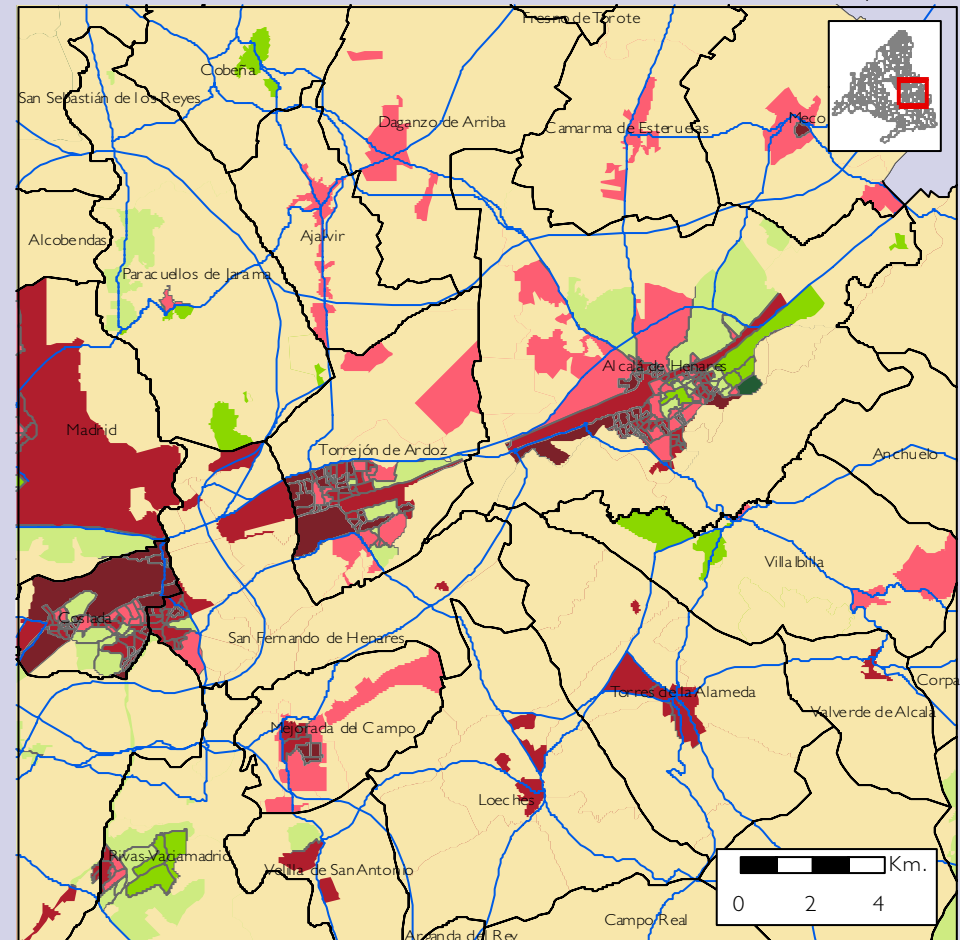 Fresno de Torote
Cobeña
San Sebastián de los Reyes
Daganzo de Arriba
Camarma de Esteruelas
Meco
Alcobendas
Ajalvir
Paracuellos de Jarama
Alcalá de Henares
Madrid
Torrejón de Ardoz
Anchuelo
Villalbilla
Coslada
San Fernando de Henares
Corpa
Torres de la Alameda
Valverde de Alcalá
Mejorada del Campo
Loeches
Rivas-Vaciamadrid
Velilla de San Antonio
Km.
0 2 4
Campo Real
Arganda del Rey